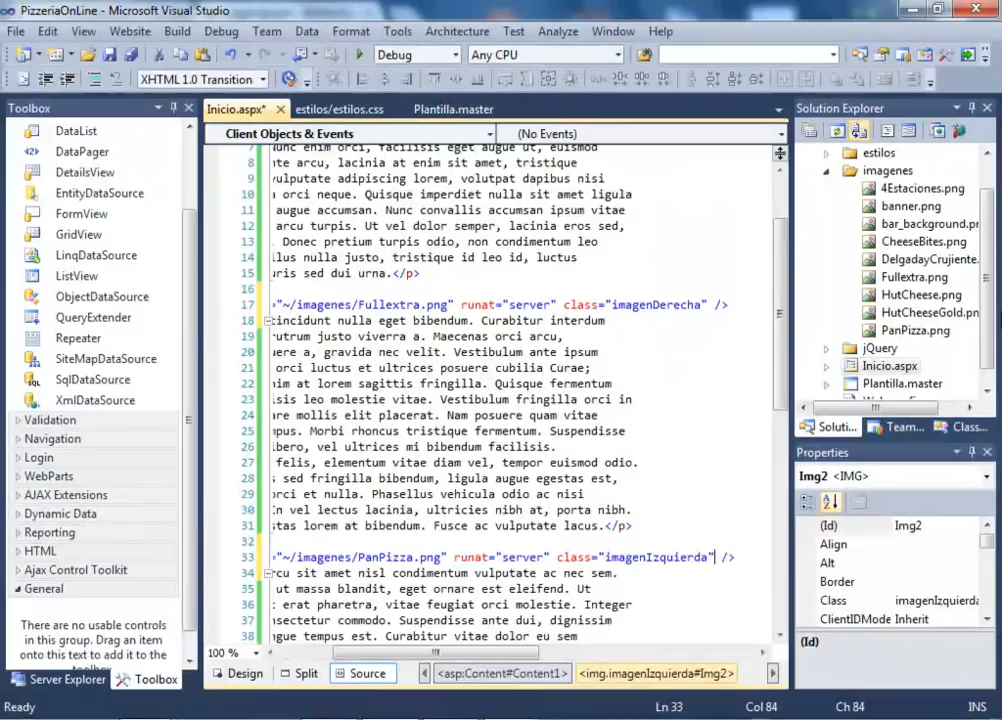 PizzeriaOnLine - Microsoft Visual Studio
File Edit View Website Build Debug Team Data Format Tools Architecture Test Analyze Window Help
Debug Any CPU
XHTML 1.0 Transition
Toolbox
DataList
DataPager
DetailsView
EntityDataSource
FormView
GridView
LinqDataSource
ListView
ObjectDataSource
QueryExtender
Repeater
SiteMapDataSource
SqlDataSource
XmlDataSource
Validation
Navigation
Login
WebParts
AJAX Extensions
Dynamic Data
Reporting
HTML
Ajax Control Toolkit
General
There are no usable controls
in this group. Drag an item
onto this text to add it to the
toolbox.
Server Explorer Toolbox
Inicio.aspx* estilos/estilos.css Plantilla.master
Client Objects & Events (No Events)
7 nunc enim orci, facilisis eget augue ut, euismod
8 nte arcu, lacinia at enim sit amet, tristique
9 vulputate adipiscing lorem, volutpat dapibus nisi
10 orci neque. Quisque imperdiet nulla sit amet ligula
11 augue accumsan. Nunc convallis accumsan ipsum vitae
12 arcu turpis. Ut vel dolor semper, lacinia eros sed,
13 . Donec pretium turpis odio, non condimentum leo
14 llus nulla justo, tristique id leo id, luctus
15 uris sed dui urna.</p>
16
17 ="~/imagenes/Fullextra.png" runat="server" class="imagenDerecha" />
18 tincidunt nulla eget bibendum. Curabitur interdum
19 rutrum justo viverra a. Maecenas orci arcu,
20 uere a, gravida nec velit. Vestibulum ante ipsum
21 orci luctus et ultrices posuere cubilia Curae;
22 nim at lorem sagittis fringilla. Quisque fermentum
23 isis leo molestie vitae. Vestibulum fringilla orci in
24 are mollis elit placerat. Nam posuere quam vitae
25 mpus. Morbi rhoncus tristique fermentum. Suspendisse
26 ibero, vel ultrices mi bibendum facilisis.
27 felis, elementum vitae diam vel, tempor euismod odio.
28 s sed fringilla bibendum, ligula augue egestas est,
29 orci et nulla. Phasellus vehicula odio ac nisi
30 In vel lectus lacinia, ultricies nibh at, porta nibh.
31 stas lorem at bibendum. Fusce ac vulputate lacus.</p>
32
33 ="~/imagenes/PanPizza.png" runat="server" class="imagenIzquierda" />
34 rcu sit amet nisl condimentum vulputate ac nec sem.
35 ut massa blandit, eget ornare est eleifend. Ut
36 t erat pharetra, vitae feugiat orci molestie. Integer
37 nsectetur commodo. Suspendisse ante dui, dignissim
38 ngue tempus est. Curabitur vitae dolor eu sem
100 %
Design Split Source <asp:Content#Content1> <img.imagenIzquierda#Img2>
Solution Explorer
estilos
imagenes
4Estaciones.png
banner.png
bar_background.pn
CheeseBites.png
DelgadayCrujiente.
Fullextra.png
HutCheese.png
HutCheeseGold.pn
PanPizza.png
jQuery
Inicio.aspx
Plantilla.master
Soluti... Team... Class...
Properties
Img2 <IMG>
(Id) Img2
Align
Alt
Border
Class imagenIzquierda
ClientIDMode Inherit
(Id)
Ready Ln 33 Col 84 Ch 84 INS